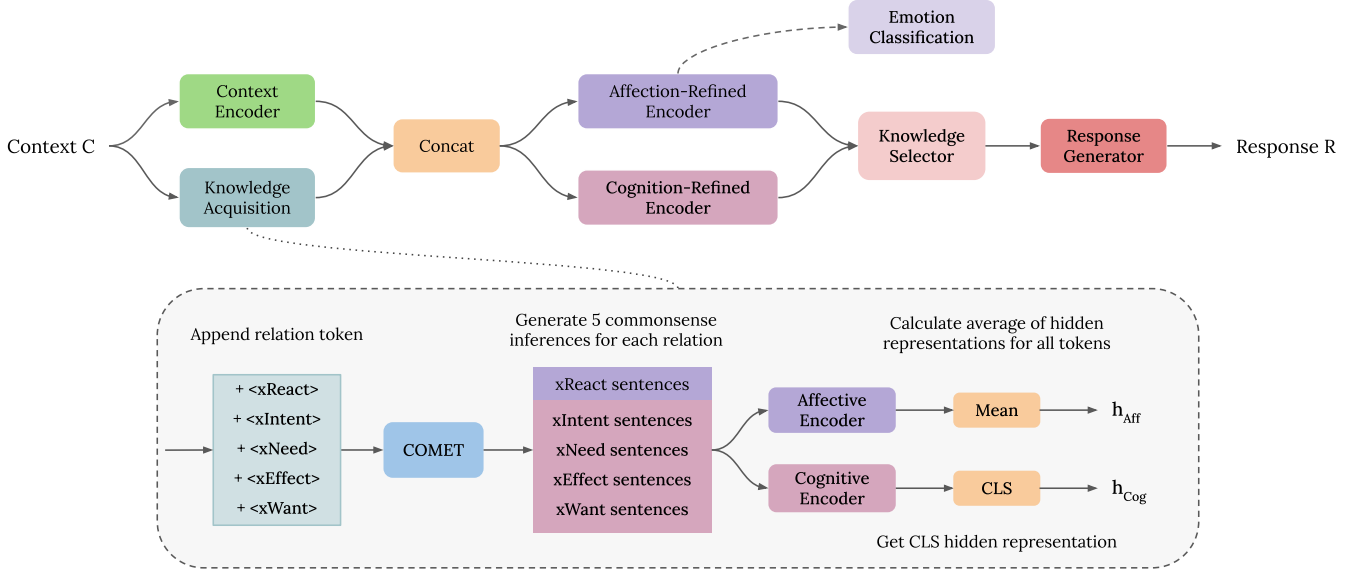 Emotion
Classification
Context
Encoder
Affection-Refined
Encoder
Context C
Concat
Knowledge
Selector
Response
Generator
Response R
Knowledge
Acquisition
Cognition-Refined
Encoder
Append relation token
Generate 5 commonsense
inferences for each relation
Calculate average of hidden
representations for all tokens
+ <xReact>
+ <xIntent>
+ <xNeed>
+ <xEffect>
+ <xWant>
COMET
xReact sentences
xIntent sentences
xNeed sentences
xEffect sentences
xWant sentences
Affective
Encoder
Mean
hAff
Cognitive
Encoder
CLS
hCog
Get CLS hidden representation